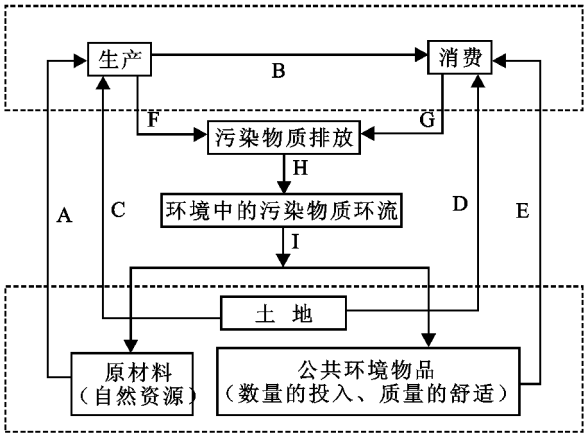 生产
消费
B
F
G
污染物质排放
H
A
C
环境中的污染物质环流
D
E
I
土 地
原材料
（自然资源）
公共环境物品
（数量的投入、质量的舒适）